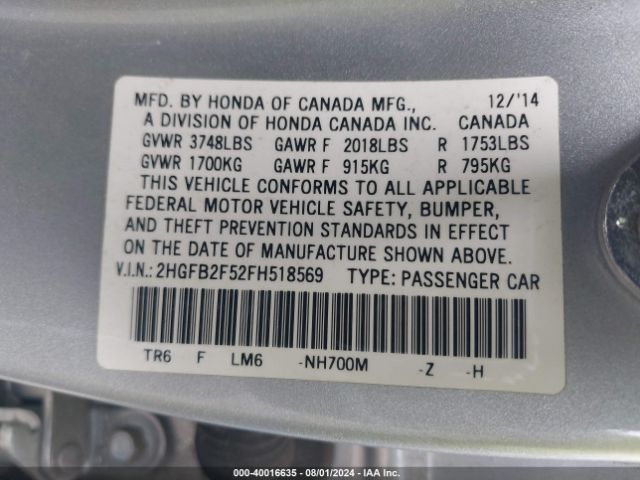 MFD. BY HONDA OF CANADA MFG., 12/'14
A DIVISION OF HONDA CANADA INC. CANADA
GVWR 3748LBS GAWR F 2018LBS R 1753LBS
GVWR 1700KG GAWR F 915KG R 795KG
THIS VEHICLE CONFORMS TO ALL APPLICABLE
FEDERAL MOTOR VEHICLE SAFETY, BUMPER,
AND THEFT PREVENTION STANDARDS IN EFFECT
ON THE DATE OF MANUFACTURE SHOWN ABOVE.
V.I.N.: 2HGFB2F52FH518569 TYPE: PASSENGER CAR
TR6 F LM6 -NH700M -Z -H
000-40016635 - 08/01/2024 - IAA Inc.